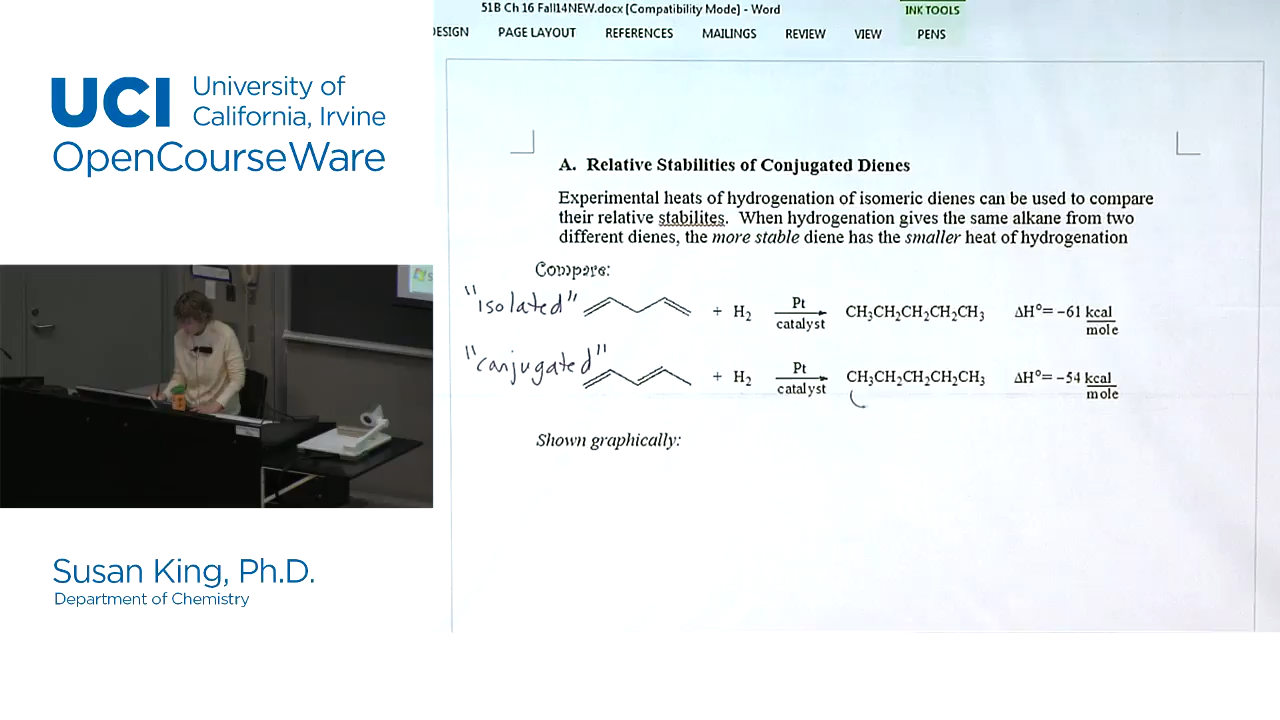 51B Ch 16 Fall14NEW.docx [Compatibility Mode] - Word
INK TOOLS
DESIGN PAGE LAYOUT REFERENCES MAILINGS REVIEW VIEW PENS
UCI University of
California, Irvine
OpenCourseWare
A. Relative Stabilities of Conjugated Dienes
Experimental heats of hydrogenation of isomeric dienes can be used to compare
their relative stabilites. When hydrogenation gives the same alkane from two
different dienes, the more stable diene has the smaller heat of hydrogenation
Compare:
"isolated" + H₂ Pt catalyst CH₃CH₂CH₂CH₂CH₃ ΔH°= -61 kcal/mole
"conjugated" + H₂ Pt catalyst CH₃CH₂CH₂CH₂CH₃ ΔH°= -54 kcal/mole
Shown graphically:
Susan King, Ph.D.
Department of Chemistry